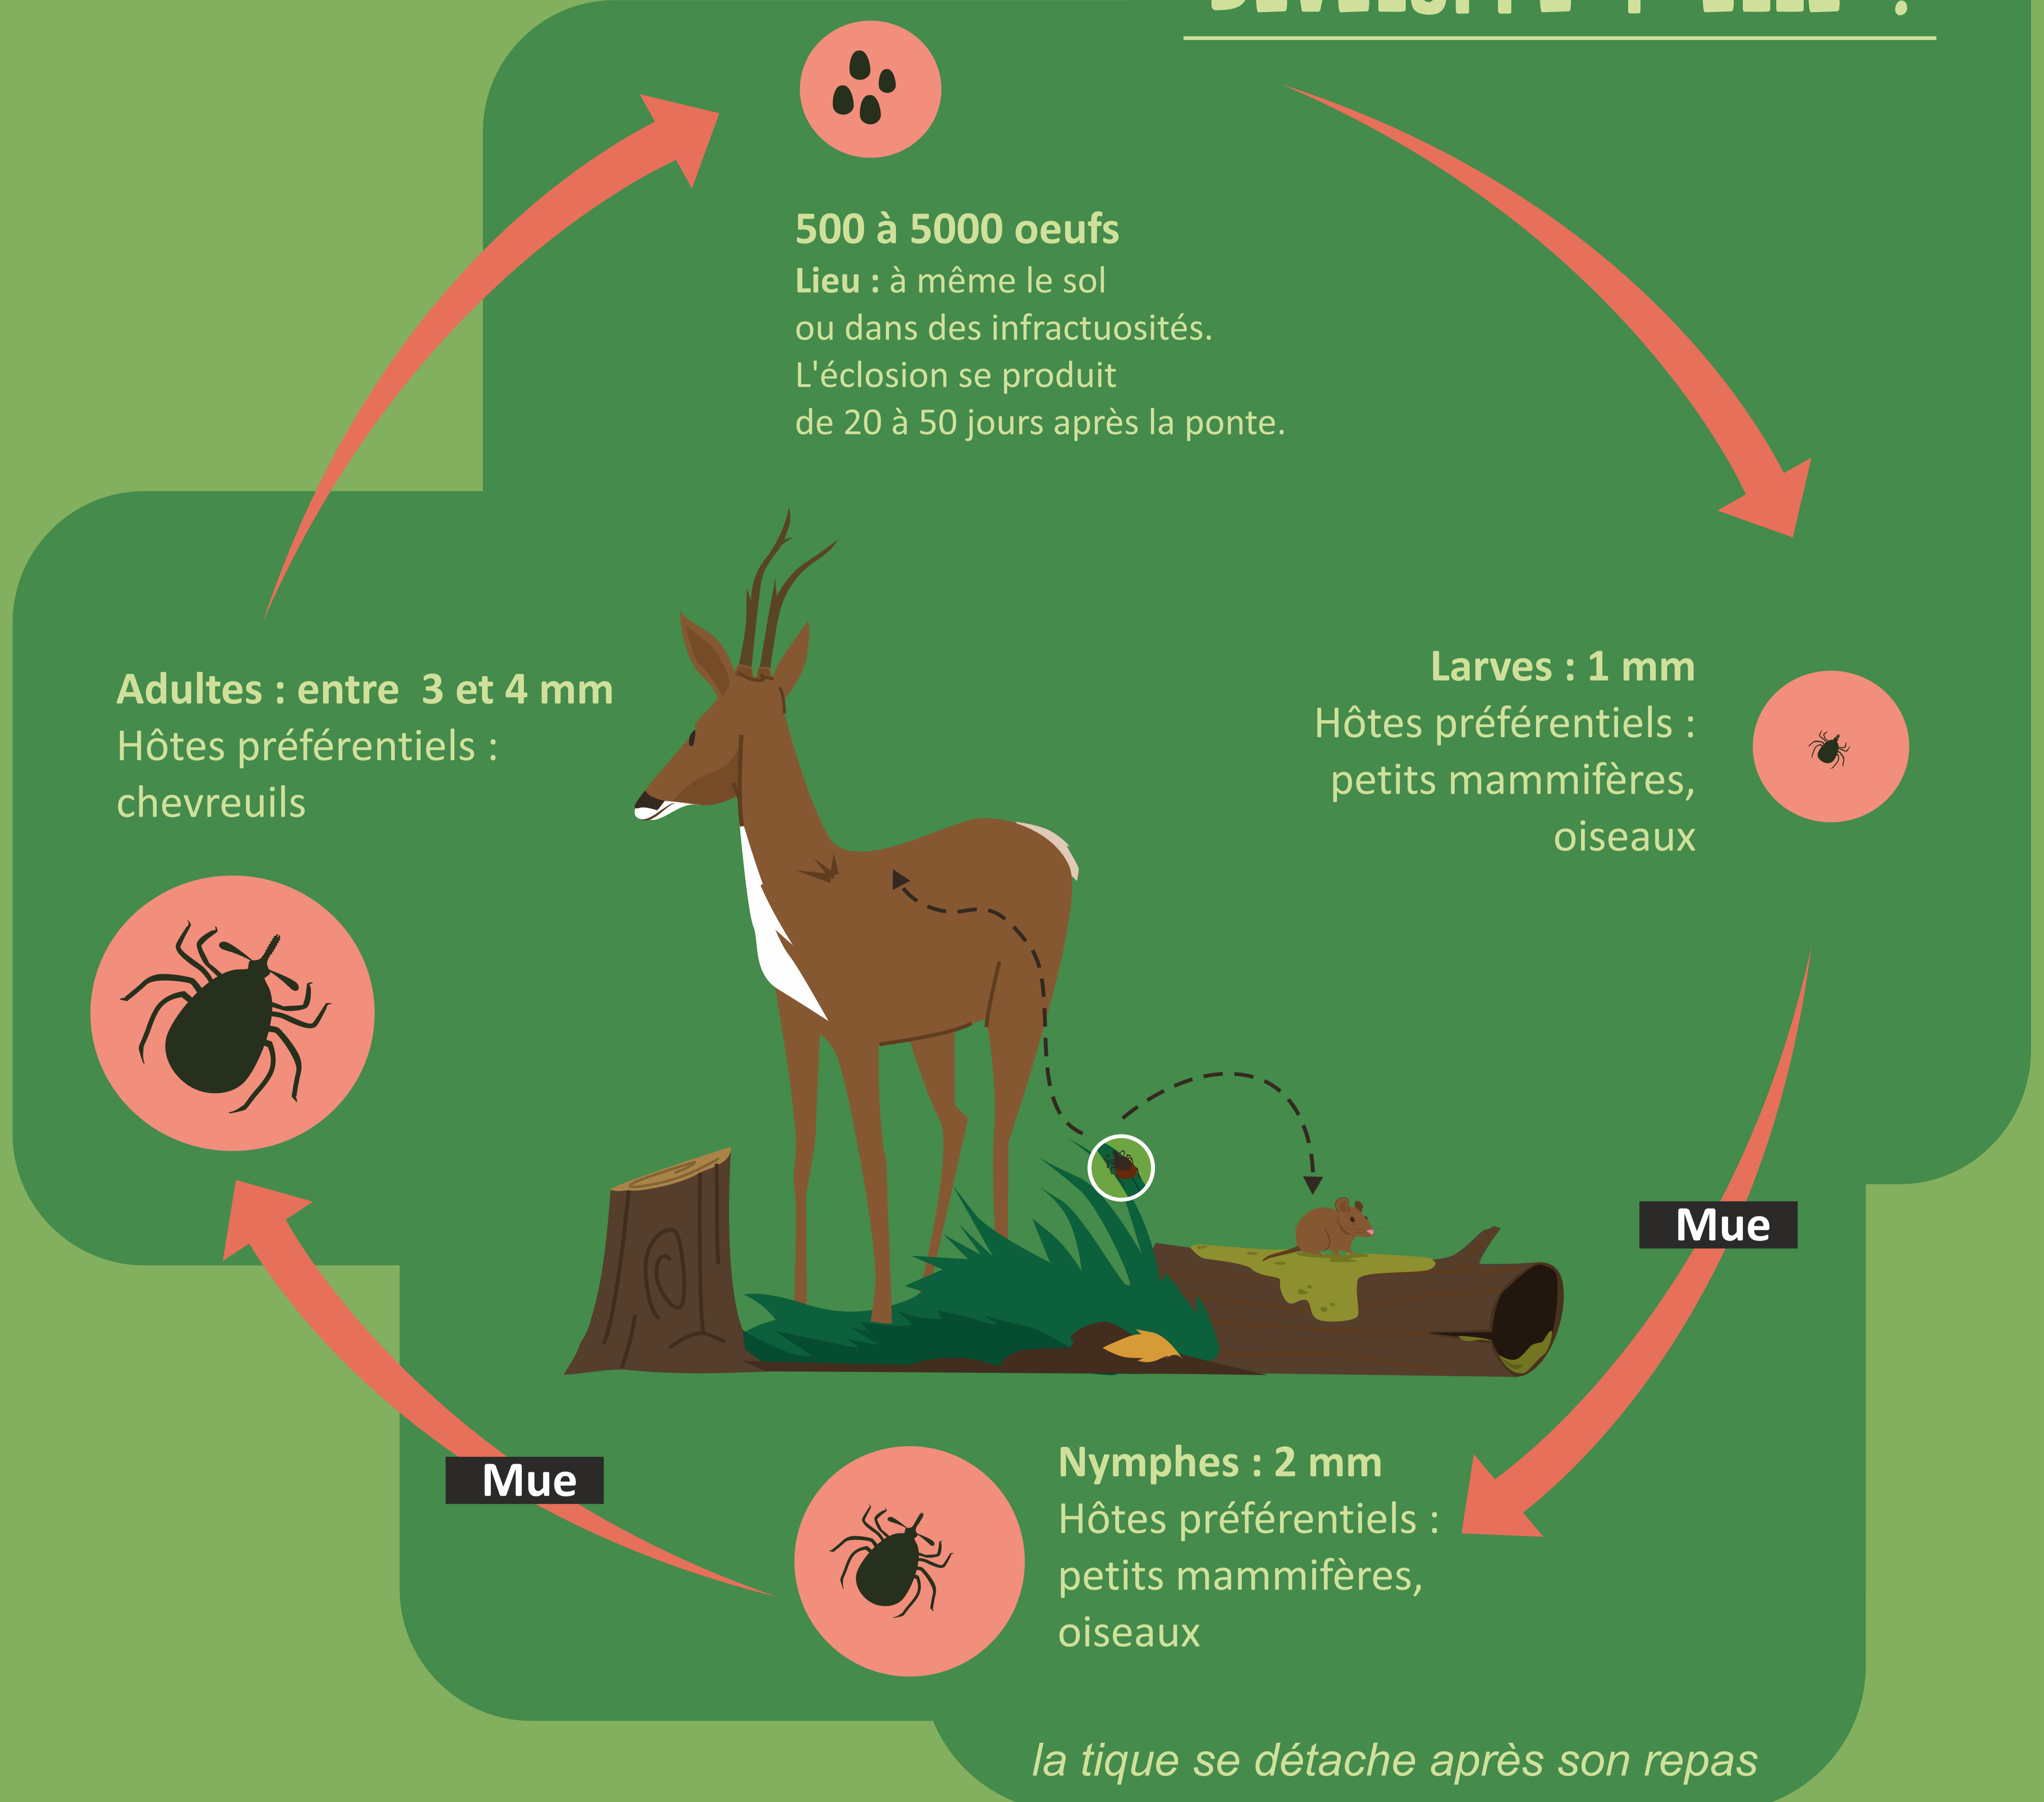 500 à 5000 oeufs
Lieu : à même le sol
ou dans des infractuosités.
L'éclosion se produit
de 20 à 50 jours après la ponte.
Adultes : entre 3 et 4 mm
Hôtes préférentiels :
chevreuils
Larves : 1 mm
Hôtes préférentiels :
petits mammifères,
oiseaux
Mue
Mue
Nymphes : 2 mm
Hôtes préférentiels :
petits mammifères,
oiseaux
la tique se détache après son repas